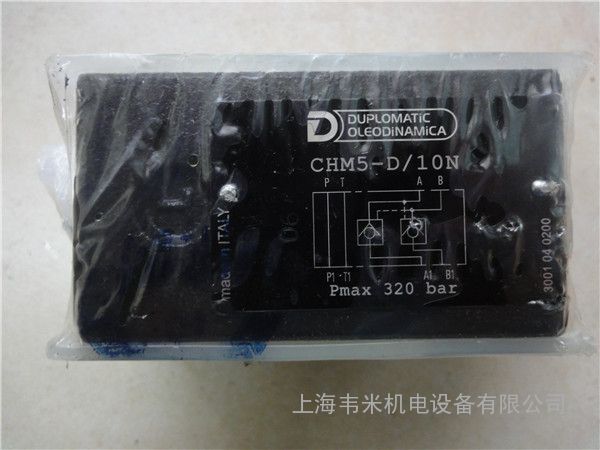 D DUPLOMATIC
OLEODINAMICA
CHM5-D/10N
P T A B
P1 T1 A1 B1
Pmax 320 bar
made in ITALY
3001 04 0200
上海韦米机电设备有限公司